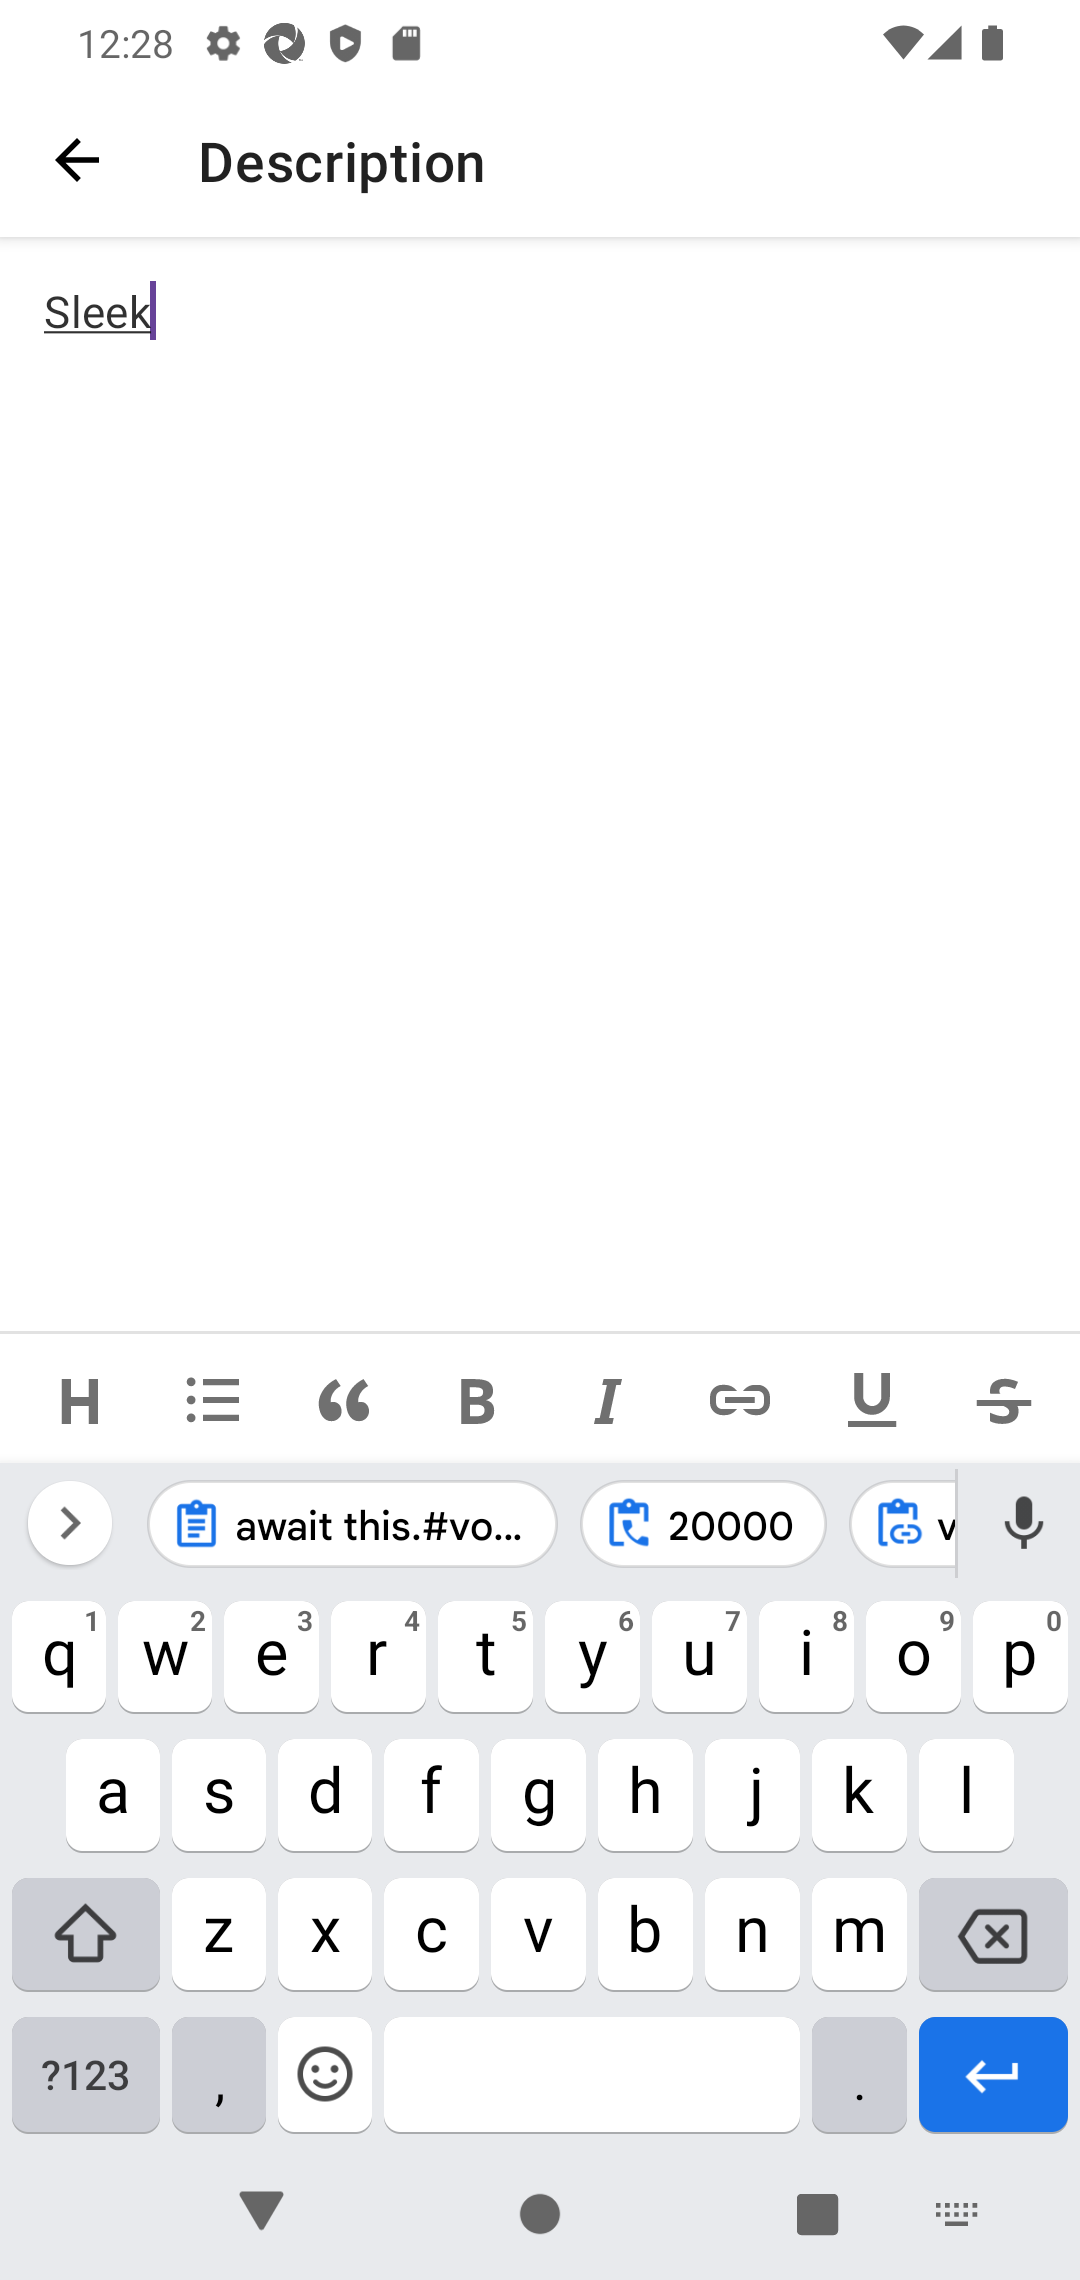 12:28
Description
Sleek
H B I U S
await this.#vo... 20000
q1 w2 e3 r4 t5 y6 u7 i8 o9 p0
a s d f g h j k l
z x c v b n m
?123 , .